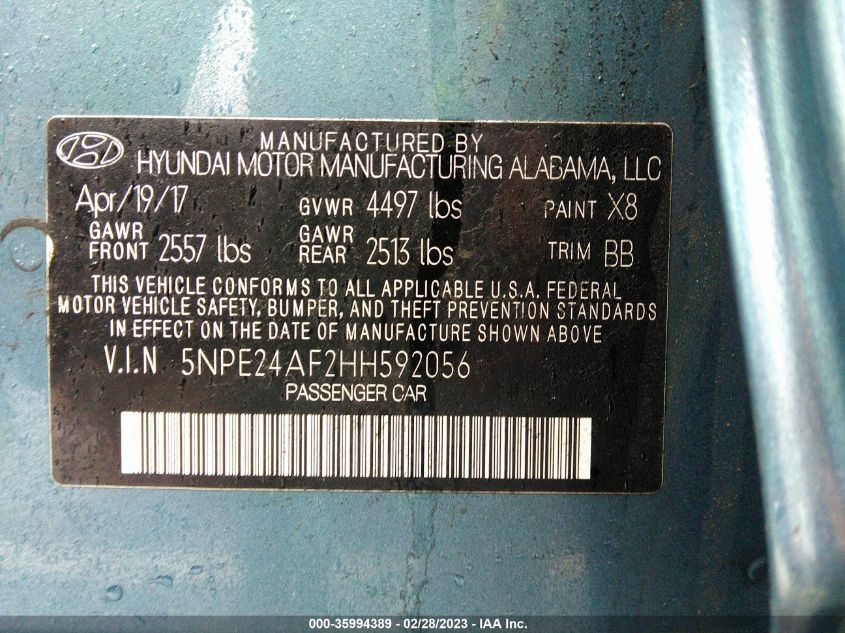 MANUFACTURED BY
HYUNDAI MOTOR MANUFACTURING ALABAMA, LLC
Apr/19/17 GVWR 4497 lbs PAINT X8
GAWR FRONT 2557 lbs GAWR REAR 2513 lbs TRIM BB
THIS VEHICLE CONFORMS TO ALL APPLICABLE U.S.A. FEDERAL
MOTOR VEHICLE SAFETY, BUMPER, AND THEFT PREVENTION STANDARDS
IN EFFECT ON THE DATE OF MANUFACTURE SHOWN ABOVE
V.I.N 5NPE24AF2HH592056
PASSENGER CAR
000-35994389 - 02/28/2023 - IAA Inc.